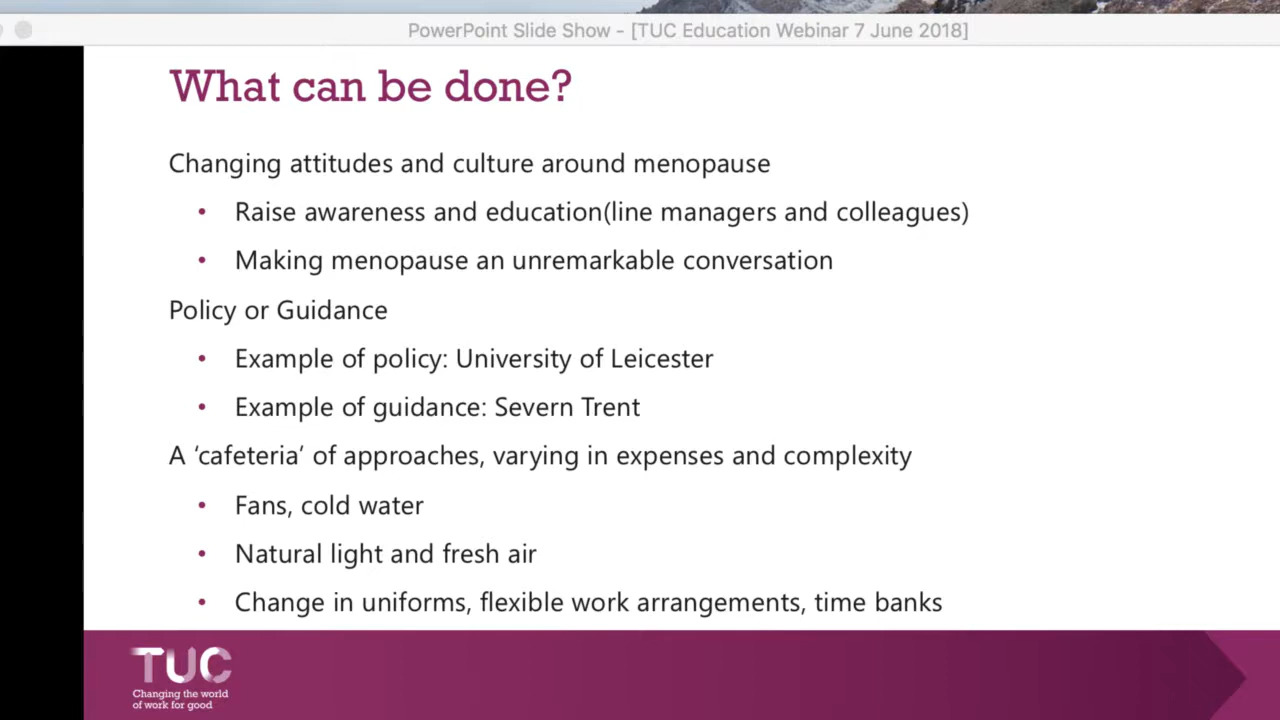 PowerPoint Slide Show - [TUC Education Webinar 7 June 2018]
What can be done?
Changing attitudes and culture around menopause
• Raise awareness and education(line managers and colleagues)
• Making menopause an unremarkable conversation
Policy or Guidance
• Example of policy: University of Leicester
• Example of guidance: Severn Trent
A ‘cafeteria’ of approaches, varying in expenses and complexity
• Fans, cold water
• Natural light and fresh air
• Change in uniforms, flexible work arrangements, time banks
TUC
Changing the world
of work for good